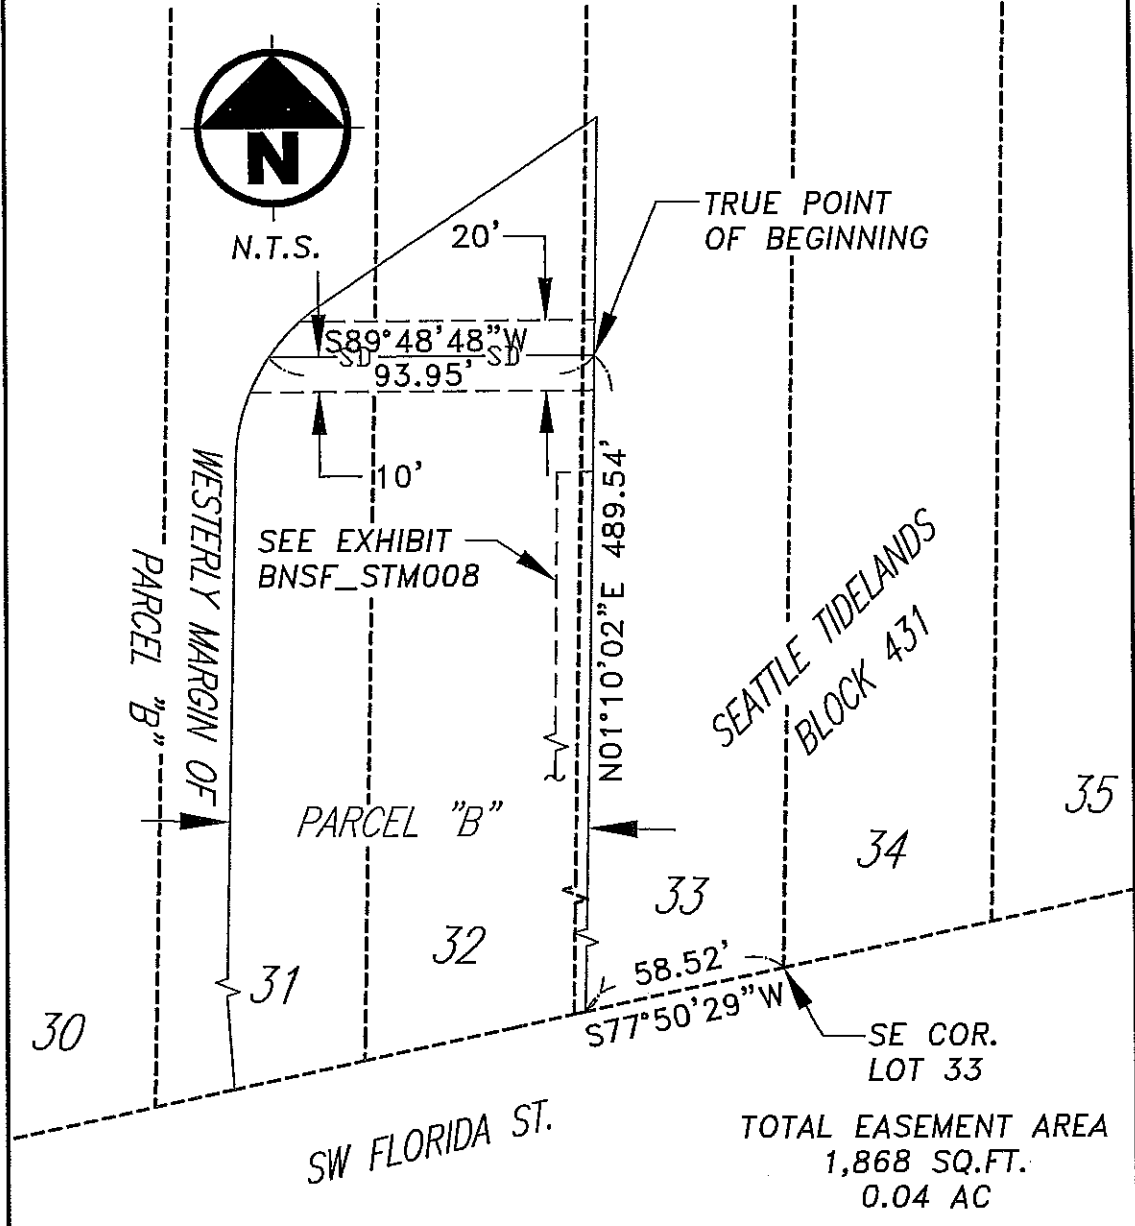 N
N.T.S.
TRUE POINT
OF BEGINNING
20'
S89°48'48"W
SD SD
93.95'
10'
SEE EXHIBIT
BNSF_STM008
WESTERLY MARGIN OF
PARCEL "B"
N01°10'02"E 489.54'
SEATTLE TIDELANDS
BLOCK 431
PARCEL "B"
35
34
33
32
31
30
58.52'
S77°50'29"W
SE COR.
LOT 33
SW FLORIDA ST.
TOTAL EASEMENT AREA
1,868 SQ.FT.
0.04 AC